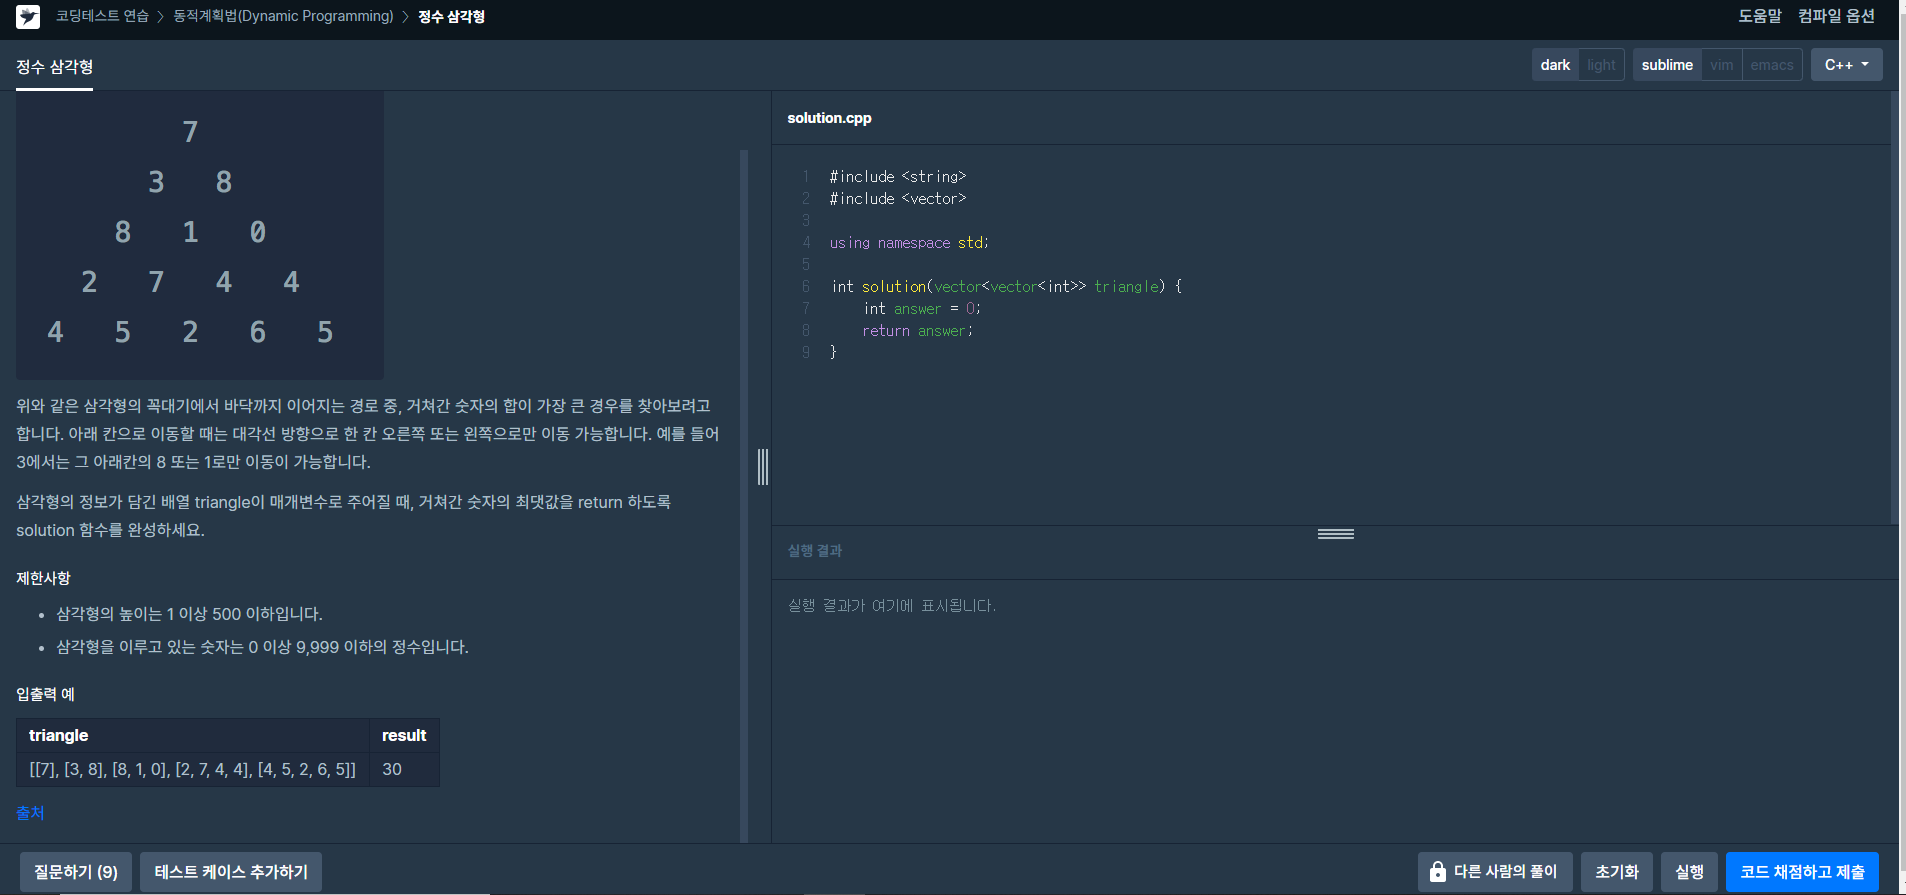 코딩테스트 연습 > 동적계획법(Dynamic Programming) > 정수 삼각형
도움말 컴파일 옵션
정수 삼각형
dark light sublime vim emacs C++
7
3 8
8 1 0
2 7 4 4
4 5 2 6 5
위와 같은 삼각형의 꼭대기에서 바닥까지 이어지는 경로 중, 거쳐간 숫자의 합이 가장 큰 경우를 찾아보려고
합니다. 아래 칸으로 이동할 때는 대각선 방향으로 한 칸 오른쪽 또는 왼쪽으로만 이동 가능합니다. 예를 들어
3에서는 그 아래칸의 8 또는 1로만 이동이 가능합니다.
삼각형의 정보가 담긴 배열 triangle이 매개변수로 주어질 때, 거쳐간 숫자의 최댓값을 return 하도록
solution 함수를 완성하세요.
제한사항
• 삼각형의 높이는 1 이상 500 이하입니다.
• 삼각형을 이루고 있는 숫자는 0 이상 9,999 이하의 정수입니다.
입출력 예
triangle result
[[7], [3, 8], [8, 1, 0], [2, 7, 4, 4], [4, 5, 2, 6, 5]] 30
출처
solution.cpp
1 #include <string>
2 #include <vector>
3
4 using namespace std;
5
6 int solution(vector<vector<int>> triangle) {
7     int answer = 0;
8     return answer;
9 }
실행 결과
실행 결과가 여기에 표시됩니다.
질문하기 (9) 테스트 케이스 추가하기
다른 사람의 풀이 초기화 실행 코드 채점하고 제출